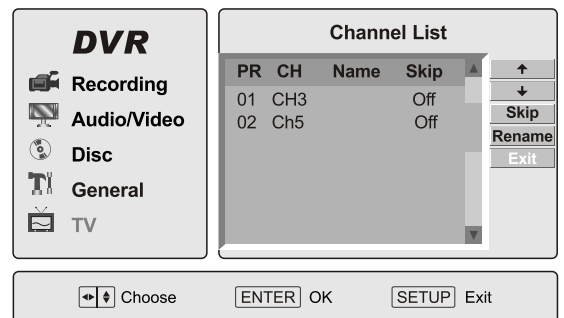 DVR
Recording
Audio/Video
Disc
General
TV
Channel List
PR CH Name Skip
01 CH3 Off
02 Ch5 Off
Skip
Rename
Exit
Choose ENTER OK SETUP Exit